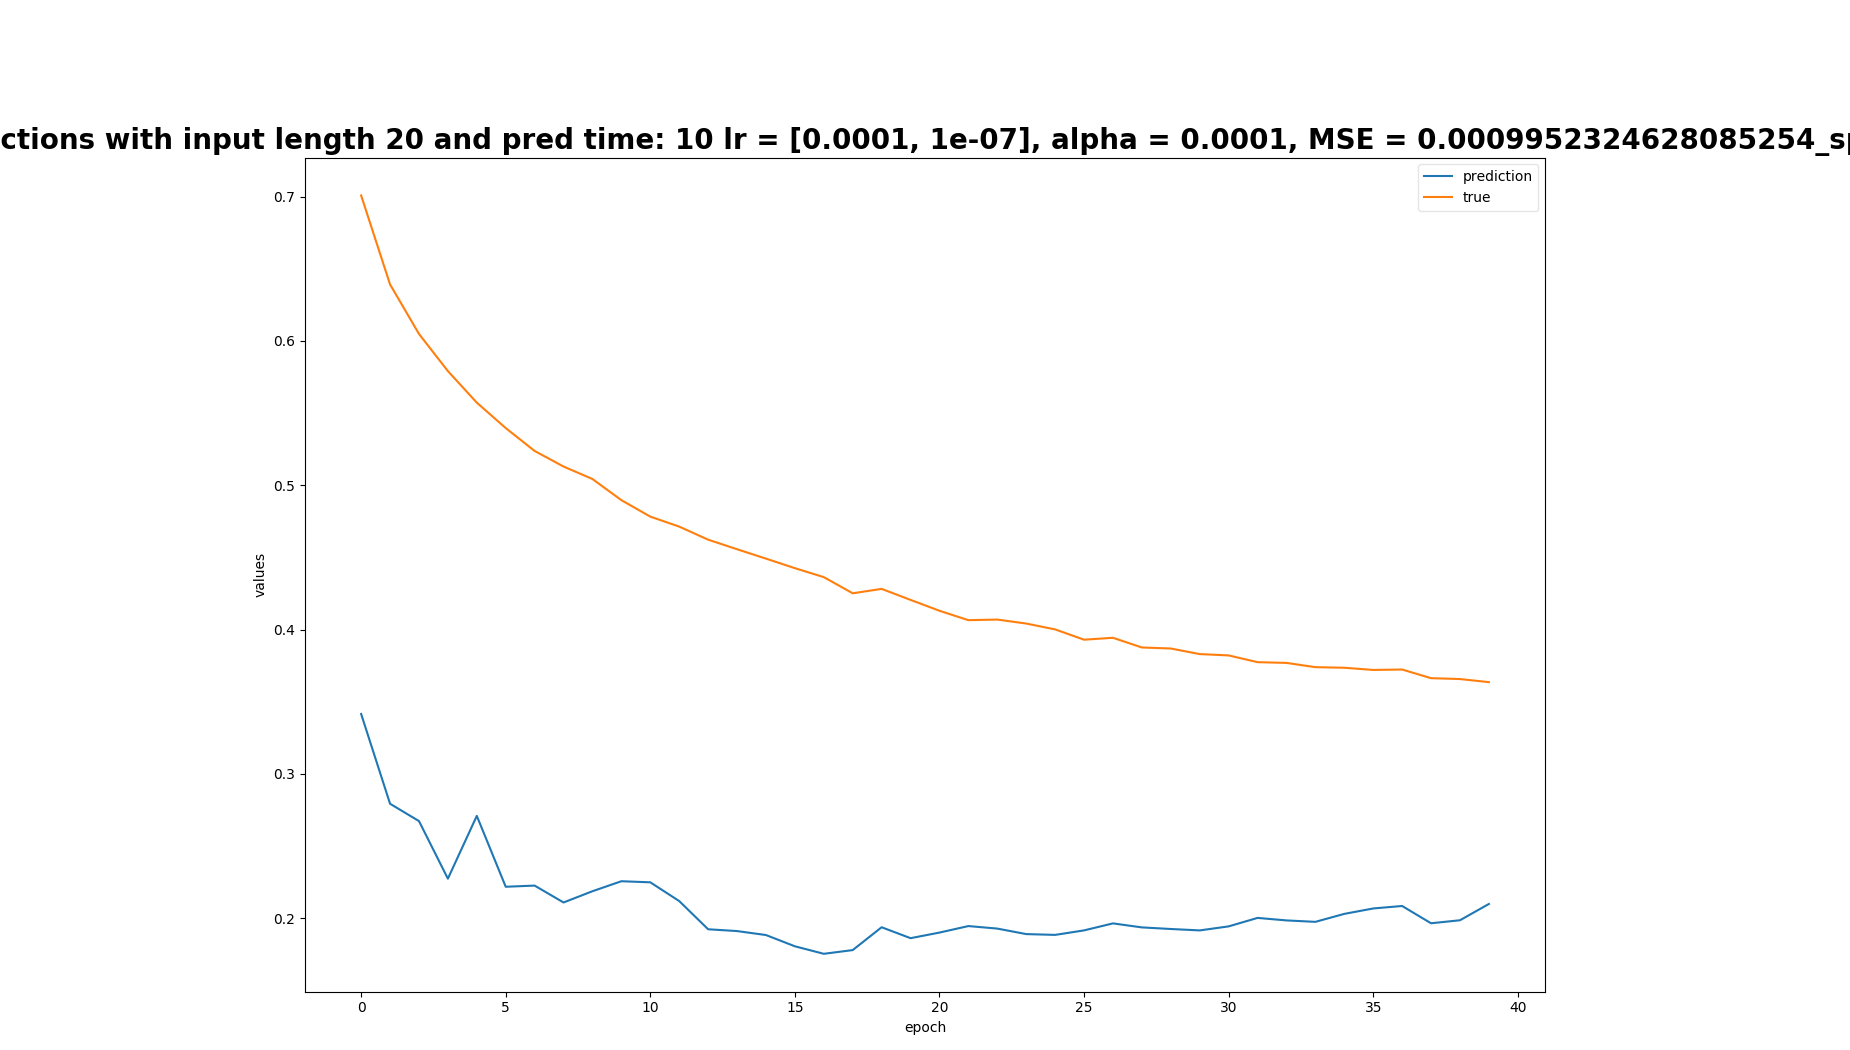 ctions with input length 20 and pred time: 10 lr = [0.0001, 1e-07], alpha = 0.0001, MSE = 0.0009952324628085254_sp
prediction
true
0.7
0.6
0.5
0.4
0.3
0.2
values
0 5 10 15 20 25 30 35 40
epoch